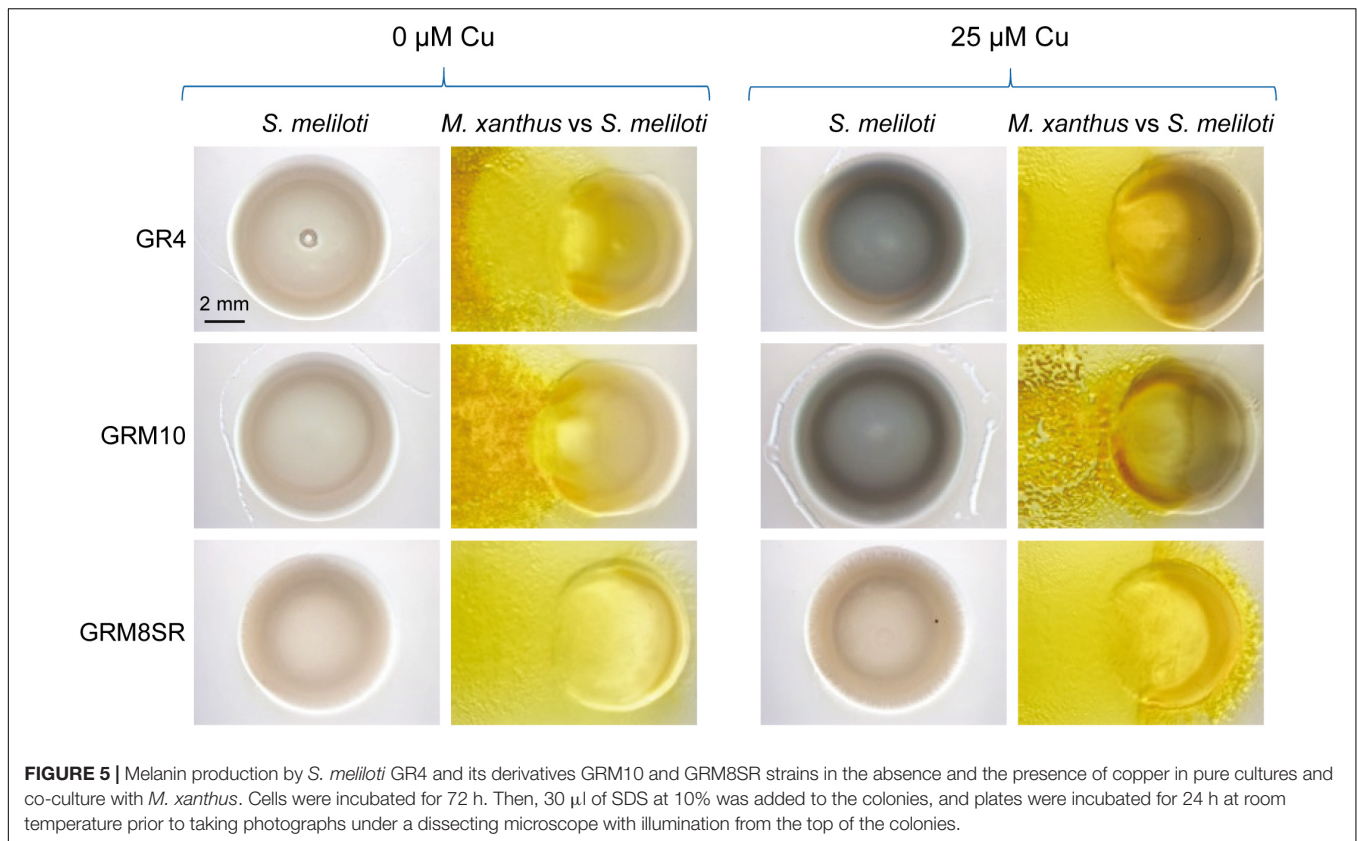 0 µM Cu
25 µM Cu
S. meliloti
M. xanthus vs S. meliloti
S. meliloti
M. xanthus vs S. meliloti
GR4
2 mm
GRM10
GRM8SR
FIGURE 5 | Melanin production by S. meliloti GR4 and its derivatives GRM10 and GRM8SR strains in the absence and the presence of copper in pure cultures and
co-culture with M. xanthus. Cells were incubated for 72 h. Then, 30 µl of SDS at 10% was added to the colonies, and plates were incubated for 24 h at room
temperature prior to taking photographs under a dissecting microscope with illumination from the top of the colonies.